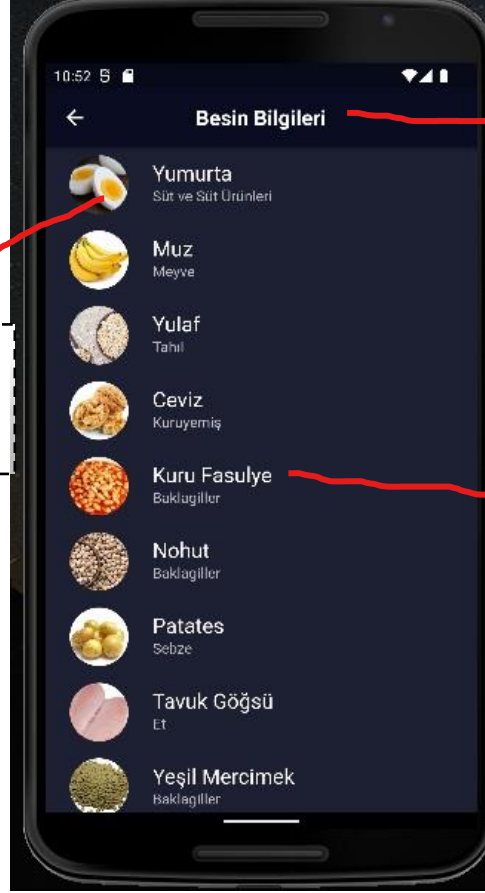 10:52
Besin Bilgileri
Yumurta
Süt ve Süt Ürünleri
Muz
Meyve
Yulaf
Tahıl
Ceviz
Kuruyemiş
Kuru Fasulye
Baklagiller
Nohut
Baklagiller
Patates
Sebze
Tavuk Göğsü
Et
Yeşil Mercimek
Baklagiller